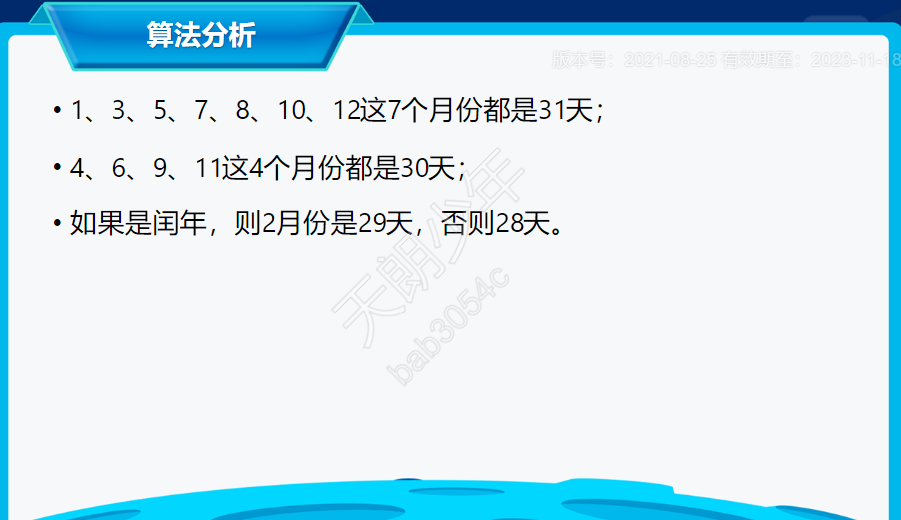 算法分析
版本号：2021-08-25 有效期至：2023-11-18
• 1、3、5、7、8、10、12这7个月份都是31天；
• 4、6、9、11这4个月份都是30天；
• 如果是闰年，则2月份是29天，否则28天。
天朗少年
bab3054c